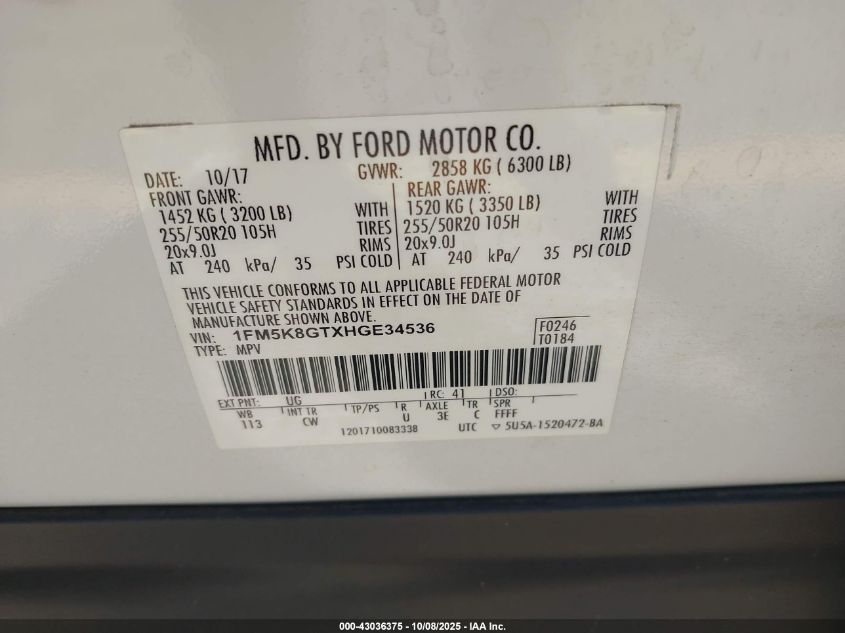 MFD. BY FORD MOTOR CO.
DATE: 10/17 GVWR: 2858 KG ( 6300 LB)
FRONT GAWR: REAR GAWR:
1452 KG ( 3200 LB) WITH 1520 KG ( 3350 LB) WITH
255/50R20 105H TIRES 255/50R20 105H TIRES
20x9.0J RIMS 20x9.0J RIMS
AT 240 kPa/ 35 PSI COLD AT 240 kPa/ 35 PSI COLD
THIS VEHICLE CONFORMS TO ALL APPLICABLE FEDERAL MOTOR
VEHICLE SAFETY STANDARDS IN EFFECT ON THE DATE OF
MANUFACTURE SHOWN ABOVE.
VIN: 1FM5K8GTXHGE34536 F0246
TYPE: MPV T0184
EXT PNT: UG RC: 41 DSO:
WB INT TR TP/PS R AXLE TR SPR
113 CW U 3E C FFFF
1201710083338 UTC ▽ 5U5A-1520472-BA
000-43036375 - 10/08/2025 - IAA Inc.